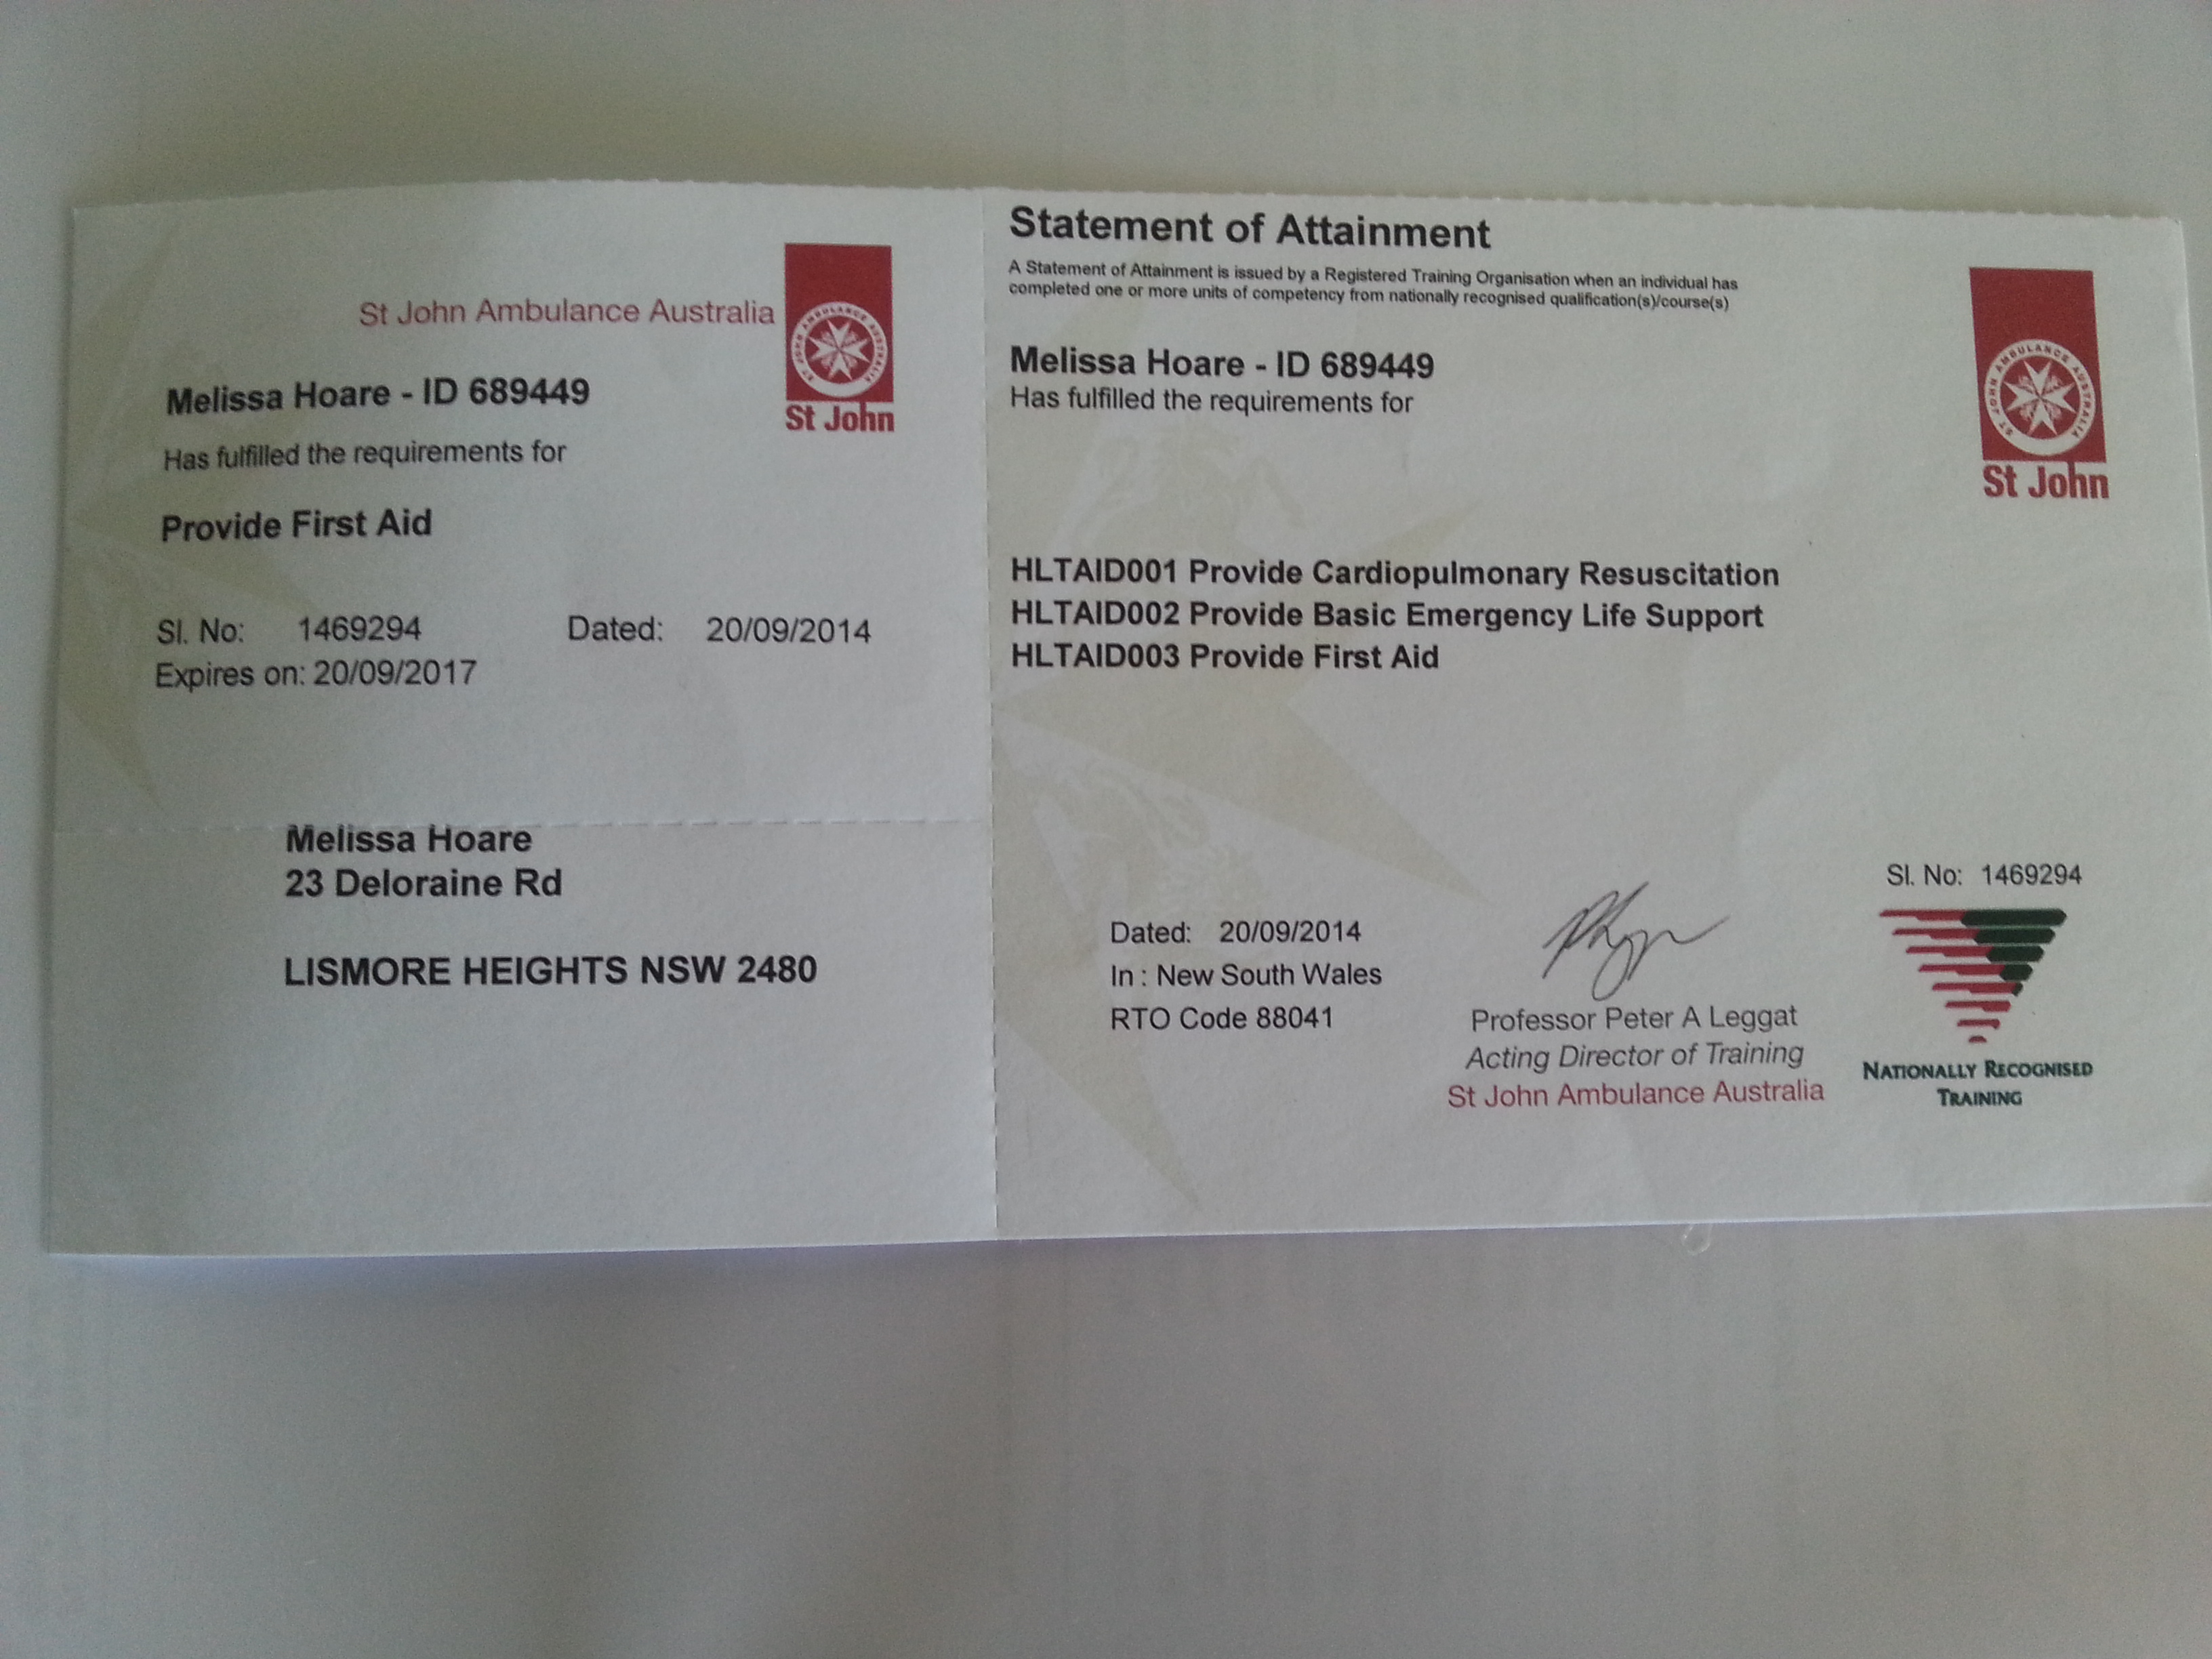 St John Ambulance Australia
ST JOHN AMBULANCE AUSTRALIA
St John
Melissa Hoare - ID 689449
Has fulfilled the requirements for
Provide First Aid
Sl. No: 1469294 Dated: 20/09/2014
Expires on: 20/09/2017
Melissa Hoare
23 Deloraine Rd
LISMORE HEIGHTS NSW 2480
Statement of Attainment
A Statement of Attainment is issued by a Registered Training Organisation when an individual has
completed one or more units of competency from nationally recognised qualification(s)/course(s)
ST JOHN AMBULANCE AUSTRALIA
St John
Melissa Hoare - ID 689449
Has fulfilled the requirements for
HLTAID001 Provide Cardiopulmonary Resuscitation
HLTAID002 Provide Basic Emergency Life Support
HLTAID003 Provide First Aid
Dated: 20/09/2014
In : New South Wales
RTO Code 88041
Professor Peter A Leggat
Acting Director of Training
St John Ambulance Australia
Sl. No: 1469294
NATIONALLY RECOGNISED
TRAINING